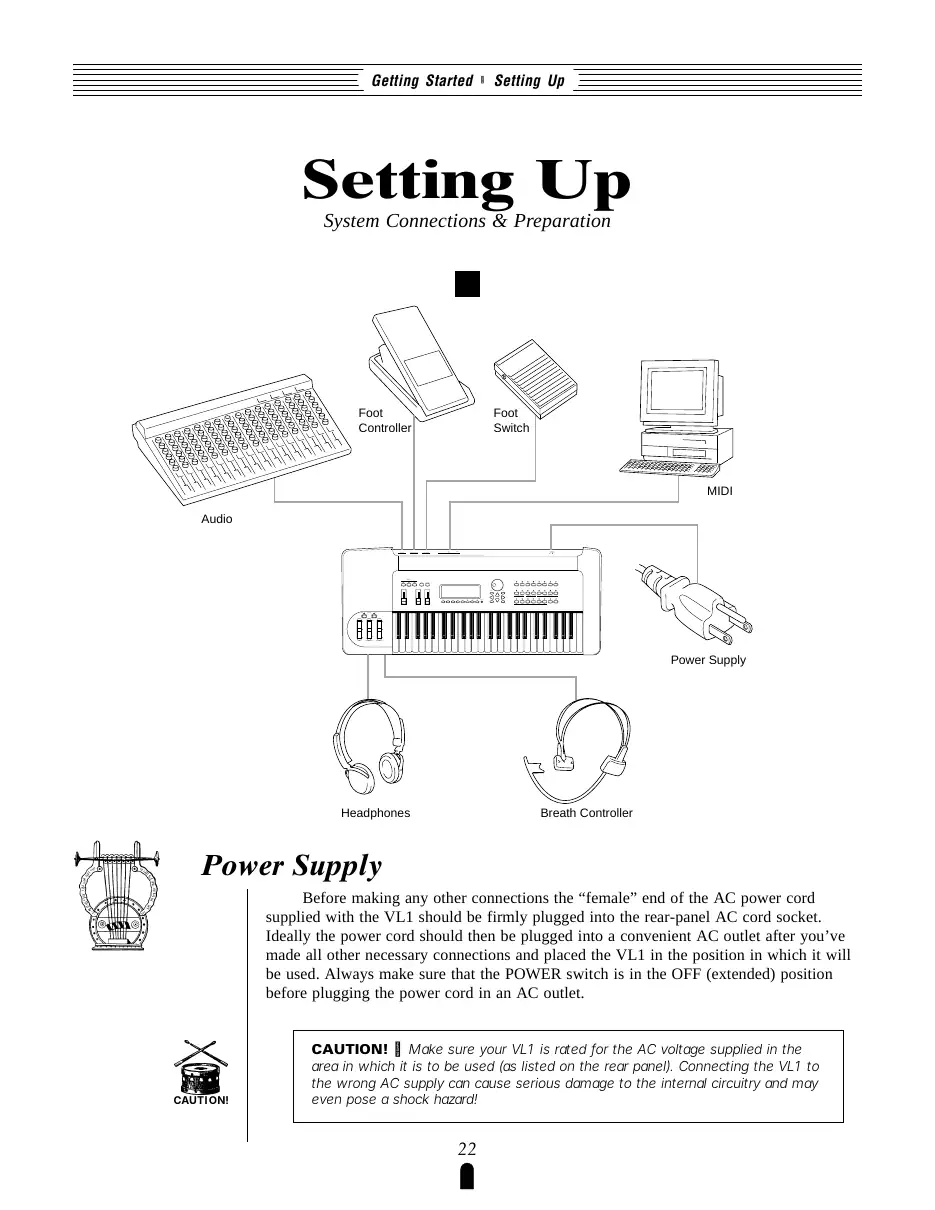 Getting Started Setting Up
Setting Up
System Connections & Preparation
Foot
Controller
Foot
Switch
MIDI
Audio
Power Supply
Headphones
Breath Controller
Power Supply
Before making any other connections the “female” end of the AC power cord
supplied with the VL1 should be firmly plugged into the rear-panel AC cord socket.
Ideally the power cord should then be plugged into a convenient AC outlet after you’ve
made all other necessary connections and placed the VL1 in the position in which it will
be used. Always make sure that the POWER switch is in the OFF (extended) position
before plugging the power cord in an AC outlet.
CAUTION! Make sure your VL1 is rated for the AC voltage supplied in the
area in which it is to be used (as listed on the rear panel). Connecting the VL1 to
the wrong AC supply can cause serious damage to the internal circuitry and may
even pose a shock hazard!
CAUTION!
22